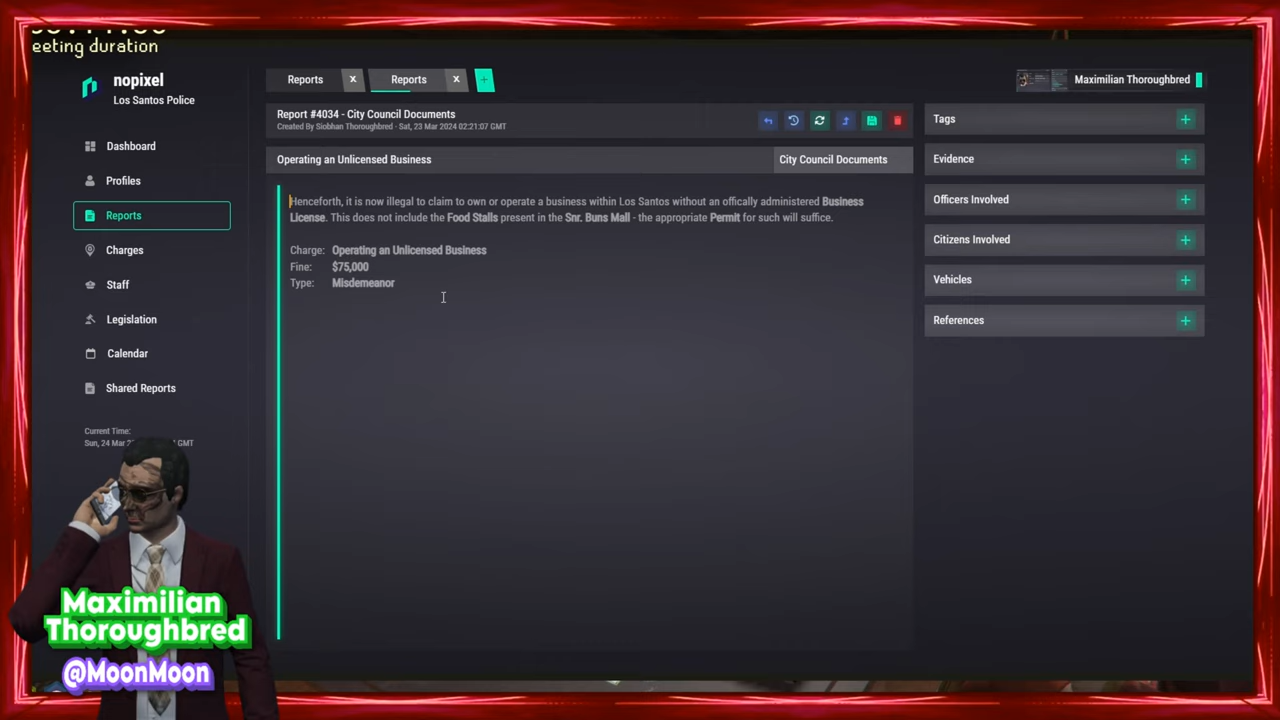 eeting duration
nopixel
Los Santos Police
Dashboard
Profiles
Reports
Charges
Staff
Legislation
Calendar
Shared Reports
Current Time:
Sun, 24 Mar GMT
Reports x Reports x +
Maximilian Thoroughbred
Report #4034 - City Council Documents
Created By Siobhan Thoroughbred - Sat, 23 Mar 2024 02:21:07 GMT
Operating an Unlicensed Business
City Council Documents
Henceforth, it is now illegal to claim to own or operate a business within Los Santos without an offically administered Business
License. This does not include the Food Stalls present in the Snr. Buns Mall - the appropriate Permit for such will suffice.
Charge: Operating an Unlicensed Business
Fine: $75,000
Type: Misdemeanor
Tags +
Evidence +
Officers Involved +
Citizens Involved +
Vehicles +
References +
Maximilian
Thoroughbred
@MoonMoon